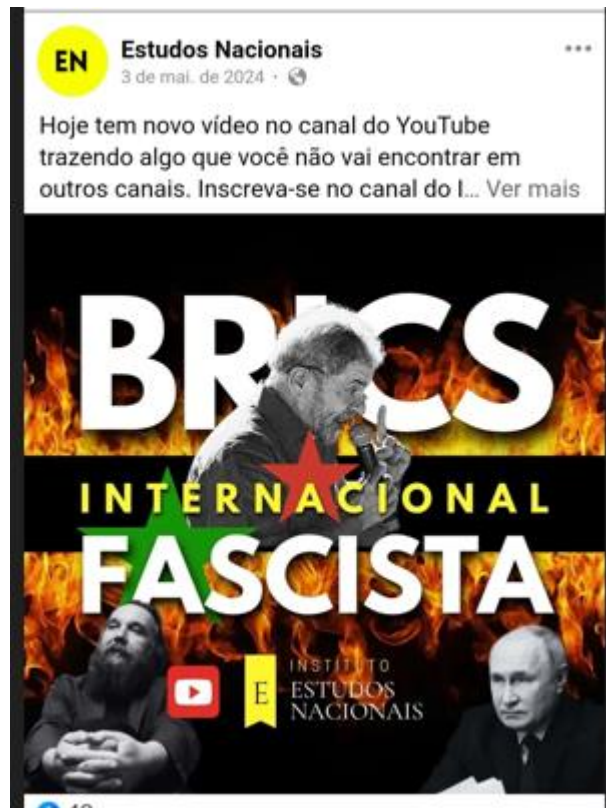 EN
Estudos Nacionais
3 de mai. de 2024 ·
Hoje tem novo vídeo no canal do YouTube
trazendo algo que você não vai encontrar em
outros canais. Inscreva-se no canal do I... Ver mais
BRICS
INTERNACIONAL
FASCISTA
E
INSTITUTO
ESTUDOS
NACIONAIS